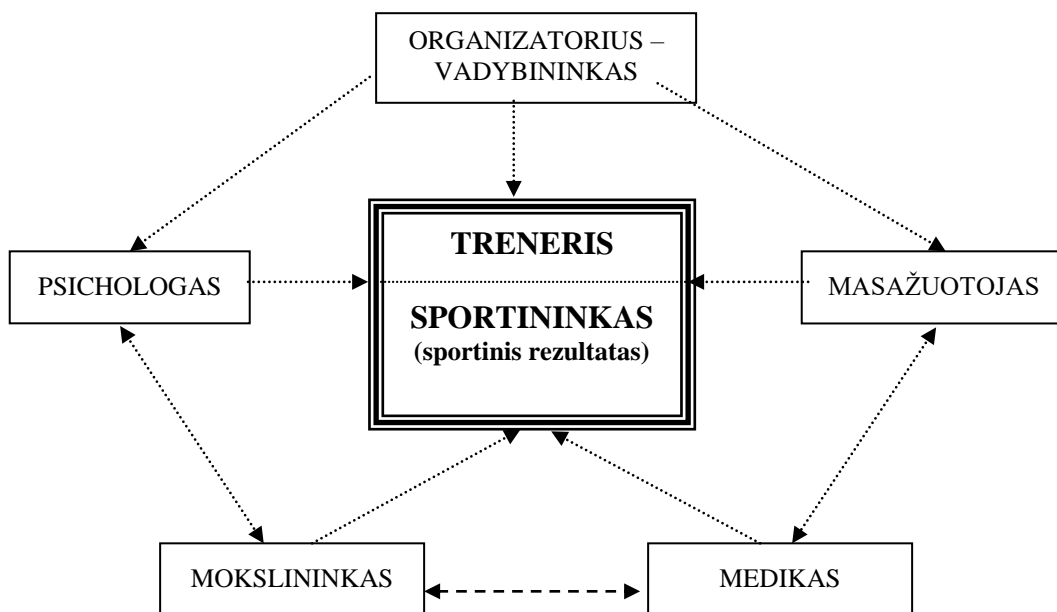 ORGANIZATORIUS –
VADYBININKAS
TRENERIS
PSICHOLOGAS
MASAŽUOTOJAS
SPORTININKAS
(sportinis rezultatas)
MOKSLININKAS
MEDIKAS